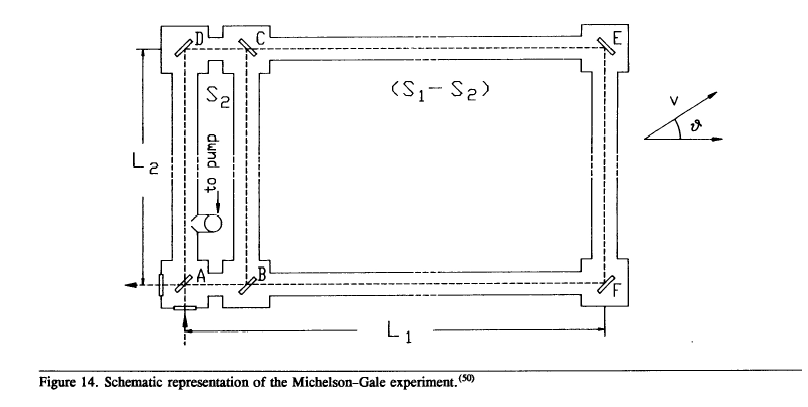 D C E
S₂ (S₁− S₂)
v ϑ
L₂
to pump
A B F
L₁
Figure 14. Schematic representation of the Michelson–Gale experiment.⁽⁵⁰⁾